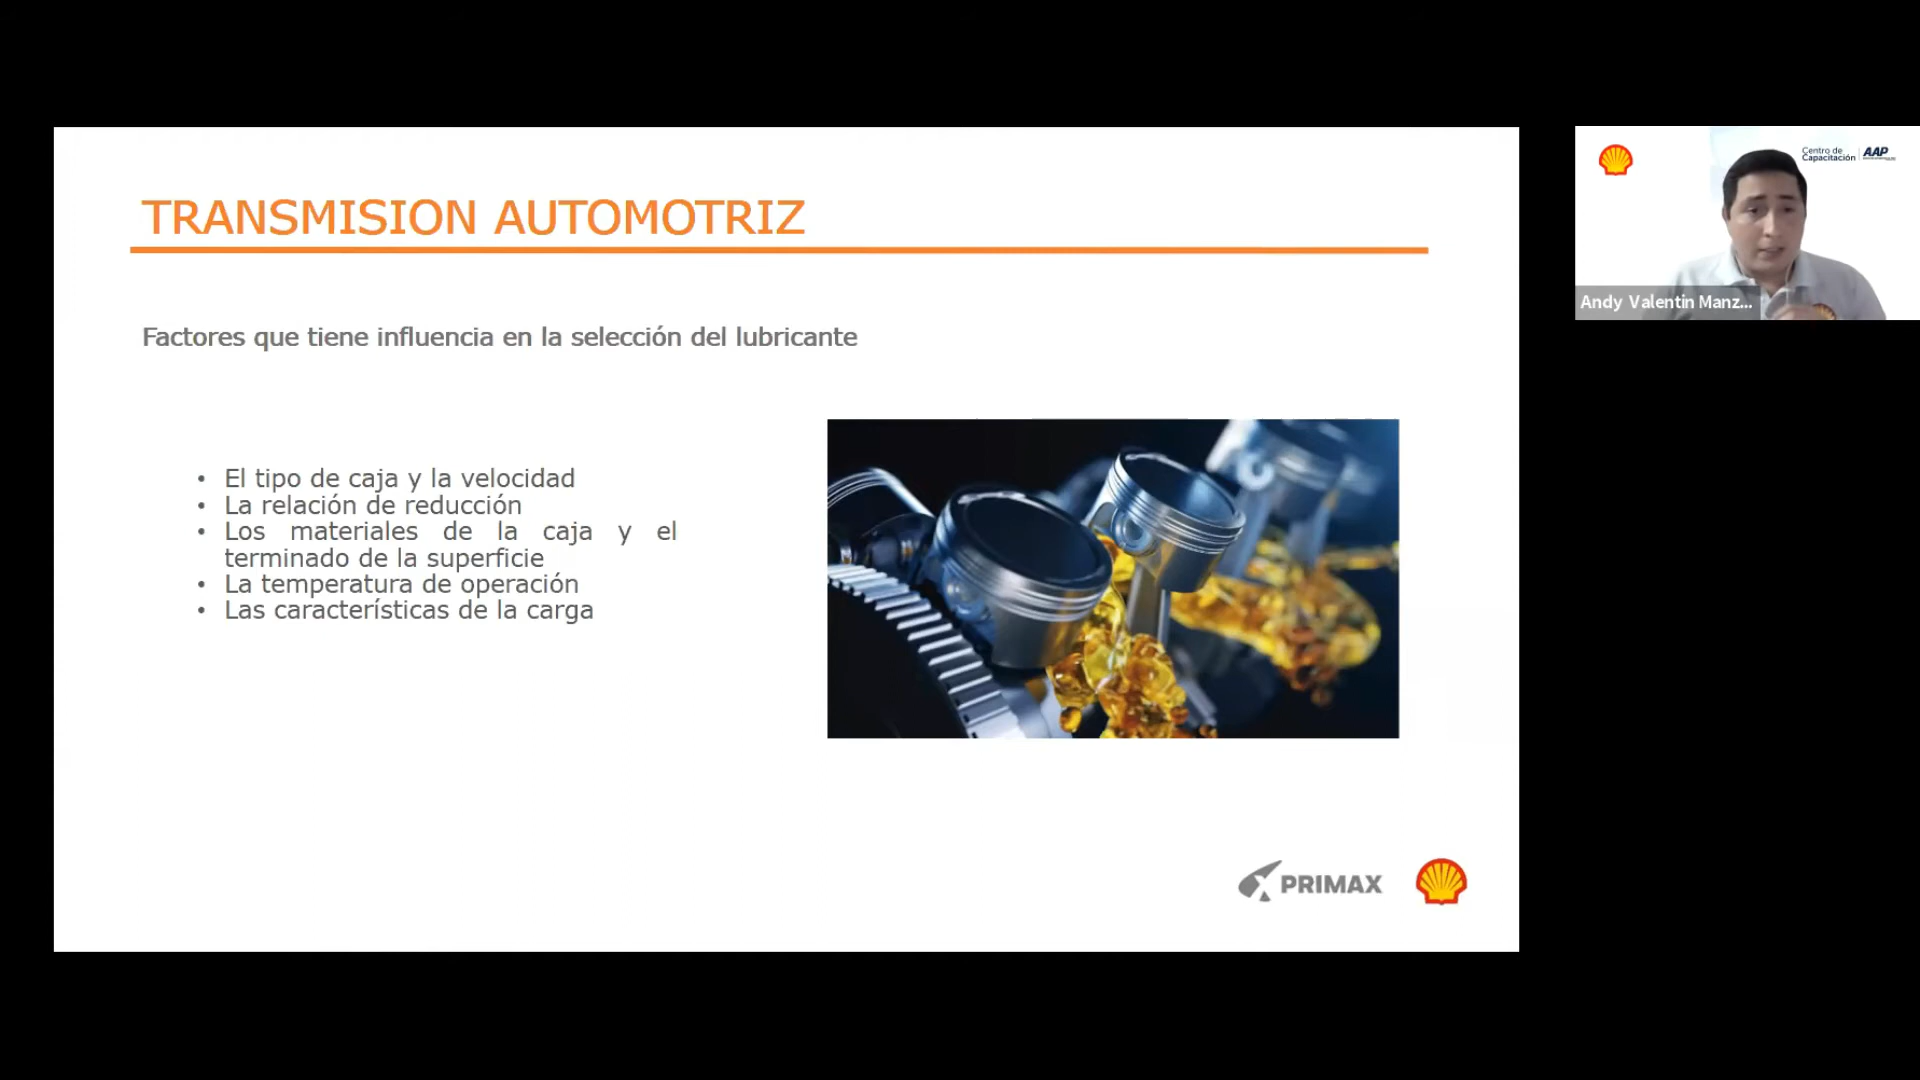 TRANSMISION AUTOMOTRIZ
Factores que tiene influencia en la selección del lubricante
• El tipo de caja y la velocidad
• La relación de reducción
• Los materiales de la caja y el
terminado de la superficie
• La temperatura de operación
• Las características de la carga
PRIMAX
Centro de
Capacitación
AAP
Andy Valentin Manz...